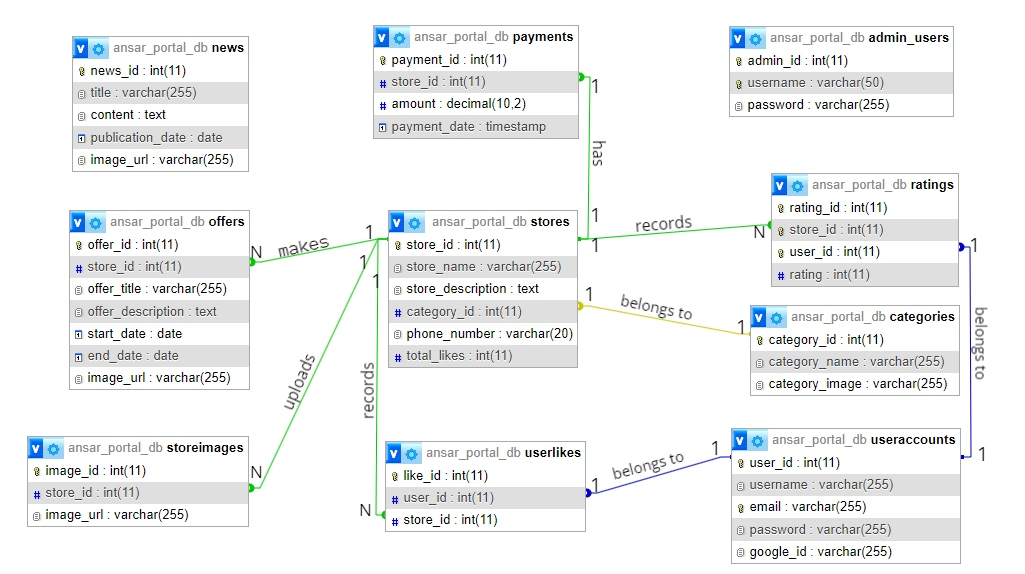 ansar_portal_db news
news_id : int(11)
title : varchar(255)
content : text
publication_date : date
image_url : varchar(255)
ansar_portal_db payments
payment_id : int(11)
store_id : int(11)
amount : decimal(10,2)
payment_date : timestamp
ansar_portal_db admin_users
admin_id : int(11)
username : varchar(50)
password : varchar(255)
1
has
1
ansar_portal_db offers
offer_id : int(11)
store_id : int(11)
offer_title : varchar(255)
offer_description : text
start_date : date
end_date : date
image_url : varchar(255)
N
makes
1
1
1
ansar_portal_db stores
store_id : int(11)
store_name : varchar(255)
store_description : text
category_id : int(11)
phone_number : varchar(20)
total_likes : int(11)
1
records
N
ansar_portal_db ratings
rating_id : int(11)
store_id : int(11)
user_id : int(11)
rating : int(11)
1
belongs to
1
1
belongs to
1
ansar_portal_db categories
category_id : int(11)
category_name : varchar(255)
category_image : varchar(255)
uploads
N
records
N
ansar_portal_db storeimages
image_id : int(11)
store_id : int(11)
image_url : varchar(255)
ansar_portal_db userlikes
like_id : int(11)
user_id : int(11)
store_id : int(11)
1
belongs to
1
ansar_portal_db useraccounts
user_id : int(11)
username : varchar(255)
email : varchar(255)
password : varchar(255)
google_id : varchar(255)